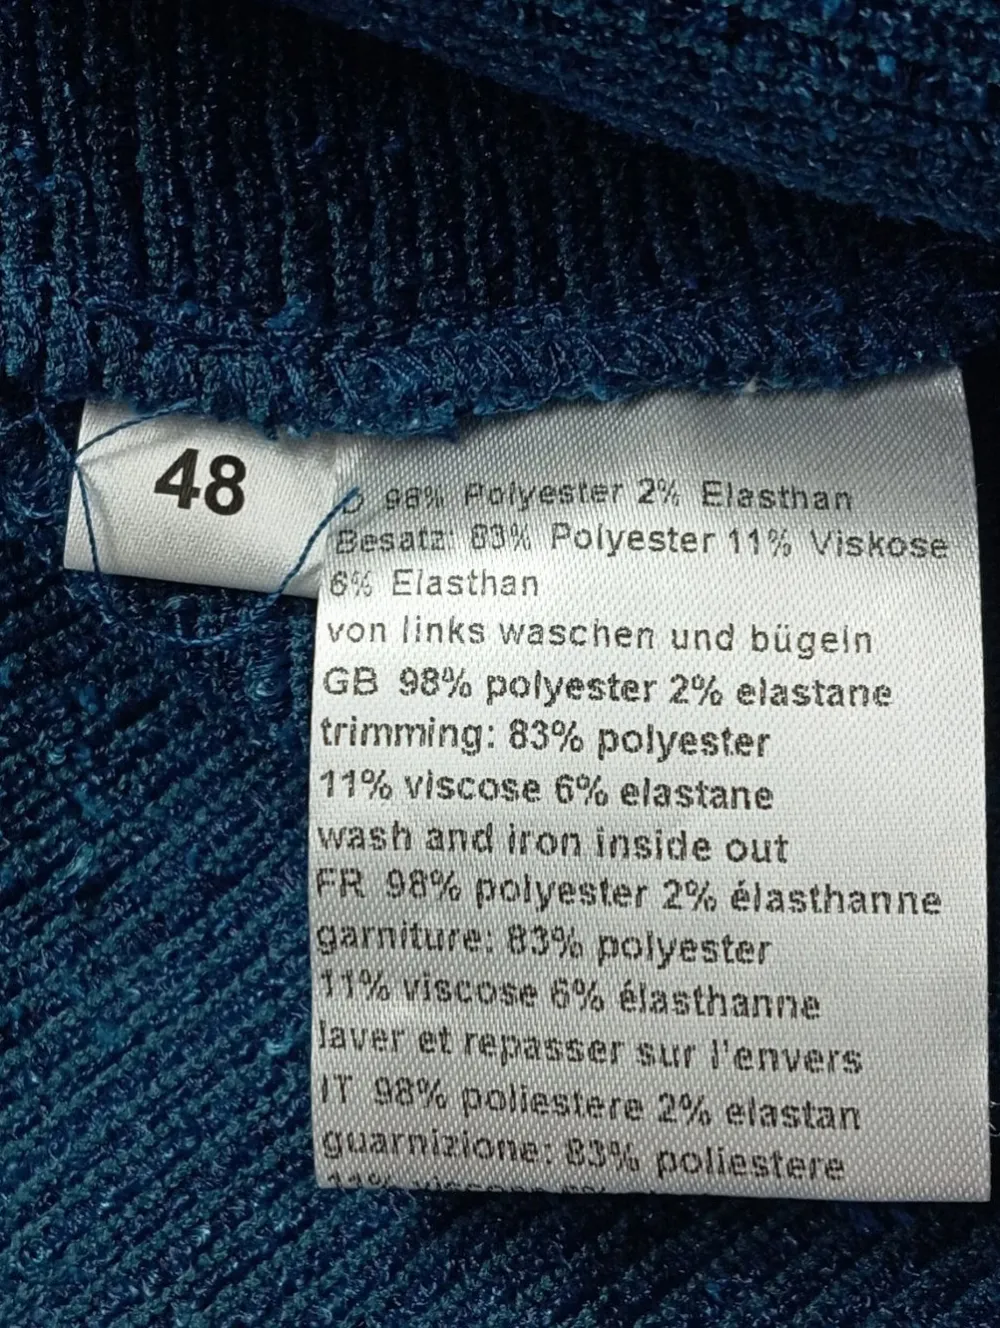 48
98% Polyester 2% Elasthan
Besatz: 83% Polyester 11% Viskose
6% Elasthan
von links waschen und bügeln
GB 98% polyester 2% elastane
trimming: 83% polyester
11% viscose 6% elastane
wash and iron inside out
FR 98% polyester 2% élasthanne
garniture: 83% polyester
11% viscose 6% élasthanne
laver et repasser sur l'envers
IT 98% poliestere 2% elastan
guarnizione: 83% poliestere